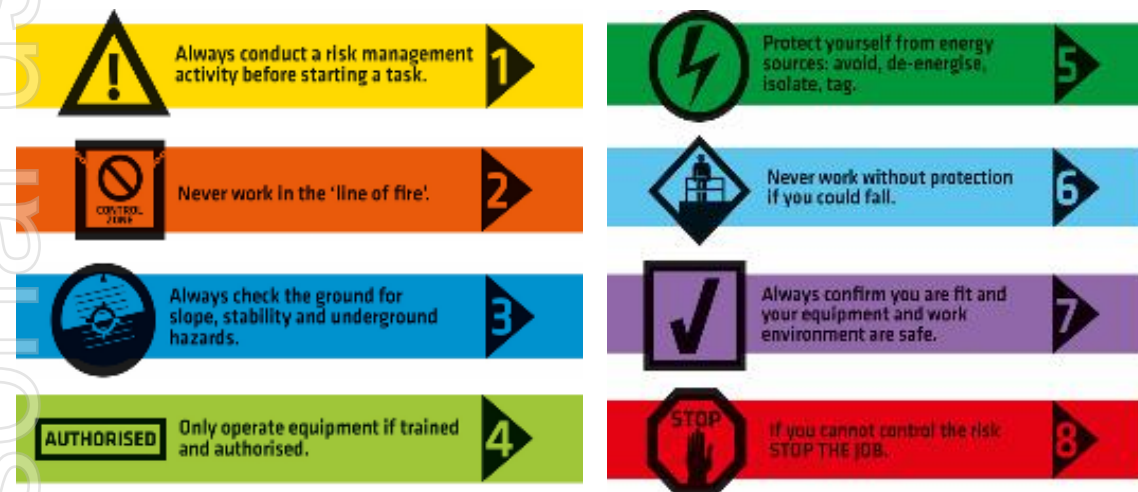 Always conduct a risk management
activity before starting a task.
1
CONTROL
ZONE
Never work in the 'line of fire'.
2
Always check the ground for
slope, stability and underground
hazards.
3
AUTHORISED
Only operate equipment if trained
and authorised.
4
Protect yourself from energy
sources: avoid, de-energise,
isolate, tag.
5
Never work without protection
if you could fall.
6
Always confirm you are fit and
your equipment and work
environment are safe.
7
STOP
If you cannot control the risk
STOP THE JOB.
8